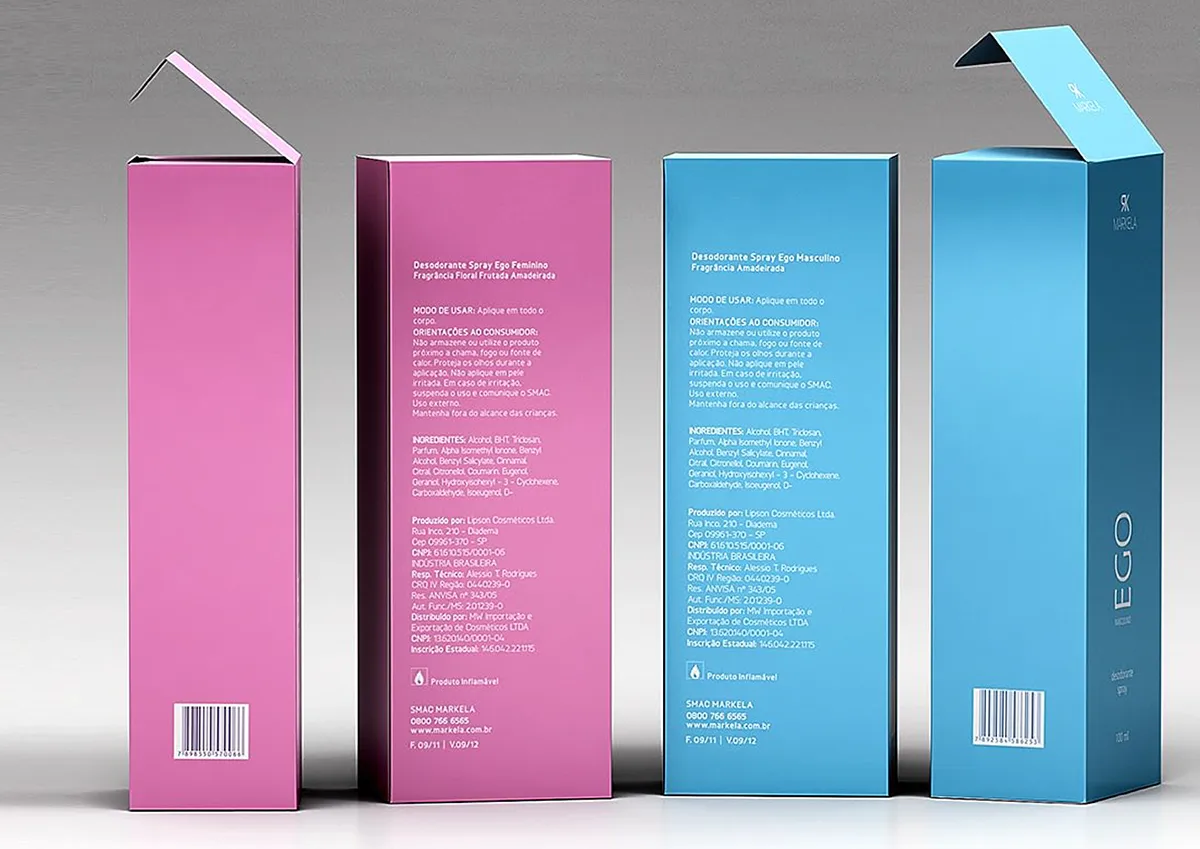 7 898550 570066
Desodorante Spray Ego Feminino
Fragrância Floral Frutada Amadeirada
MODO DE USAR: Aplique em todo o
corpo.
ORIENTAÇÕES AO CONSUMIDOR:
Não armazene ou utilize o produto
próximo a chama, fogo ou fonte de
calor. Proteja os olhos durante a
aplicação. Não aplique em pele
irritada. Em caso de irritação,
suspenda o uso e comunique o SMAC.
Uso externo.
Mantenha fora do alcance das crianças.
INGREDIENTES: Alcohol, BHT, Triclosan,
Parfum, Alpha Isomethyl Ionone, Benzyl
Alcohol, Benzyl Salicylate, Cinnamal,
Citral, Citronellol, Coumarin, Eugenol,
Geraniol, Hydroxyisohexyl - 3 - Cyclohexene,
Carboxaldehyde, Isoeugenol, D-
Produzido por: Lipson Cosméticos Ltda.
Rua Inco, 210 - Diadema
Cep 09961-370 - SP
CNPJ: 61.610.515/0001-06
INDÚSTRIA BRASILEIRA
Resp. Técnico: Alessio T. Rodrigues
CRQ IV Região: 0440239-0
Res. ANVISA nº 343/05
Aut. Func./MS: 2.01239-0
Distribuído por: MW Importação e
Exportação de Cosméticos LTDA
CNPJ: 13.620.140/0001-04
Inscrição Estadual: 146.042.221.115
Produto Inflamável
SMAC MARKELA
0800 766 6565
www.markela.com.br
F. 09/11 | V.09/12
Desodorante Spray Ego Masculino
Fragrância Amadeirada
MODO DE USAR: Aplique em todo o
corpo.
ORIENTAÇÕES AO CONSUMIDOR:
Não armazene ou utilize o produto
próximo a chama, fogo ou fonte de
calor. Proteja os olhos durante a
aplicação. Não aplique em pele
irritada. Em caso de irritação,
suspenda o uso e comunique o SMAC.
Uso externo.
Mantenha fora do alcance das crianças.
INGREDIENTES: Alcohol, BHT, Triclosan,
Parfum, Alpha Isomethyl Ionone, Benzyl
Alcohol, Benzyl Salicylate, Cinnamal,
Citral, Citronellol, Coumarin, Eugenol,
Geraniol, Hydroxyisohexyl - 3 - Cyclohexene,
Carboxaldehyde, Isoeugenol, D-
Produzido por: Lipson Cosméticos Ltda.
Rua Inco, 210 - Diadema
Cep 09961-370 - SP
CNPJ: 61.610.515/0001-06
INDÚSTRIA BRASILEIRA
Resp. Técnico: Alessio T. Rodrigues
CRQ IV Região: 0440239-0
Res. ANVISA nº 343/05
Aut. Func./MS: 2.01239-0
Distribuído por: MW Importação e
Exportação de Cosméticos LTDA
CNPJ: 13.620.140/0001-04
Inscrição Estadual: 146.042.221.115
Produto Inflamável
SMAC MARKELA
0800 766 6565
www.markela.com.br
F. 09/11 | V.09/12
MARKELA
MARKELA
EGO
MASCULINO
desodorante
spray
100 ml